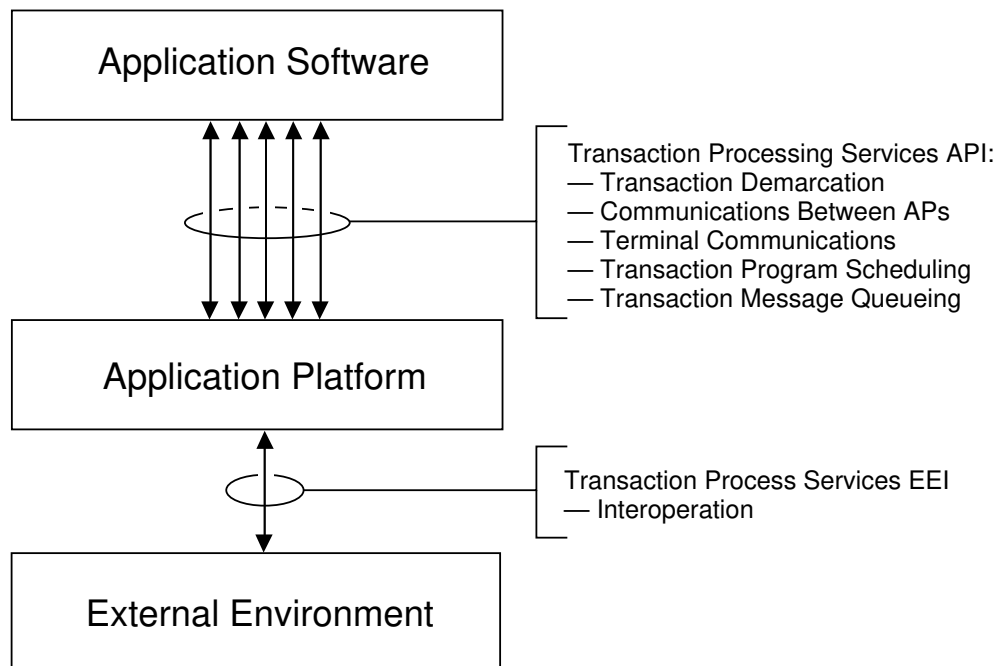 Application Software
Transaction Processing Services API:
— Transaction Demarcation
— Communications Between APs
— Terminal Communications
— Transaction Program Scheduling
— Transaction Message Queueing
Application Platform
Transaction Process Services EEI
— Interoperation
External Environment